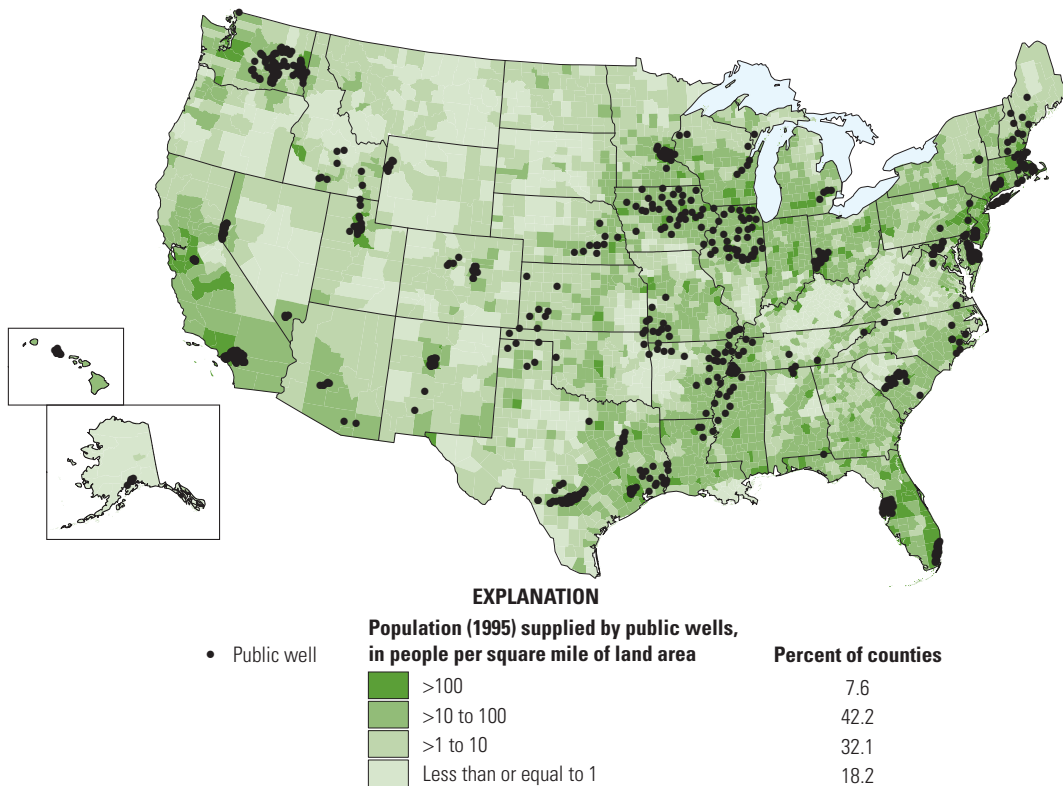 EXPLANATION
Population (1995) supplied by public wells,
in people per square mile of land area
Percent of counties
• Public well
>100 7.6
>10 to 100 42.2
>1 to 10 32.1
Less than or equal to 1 18.2